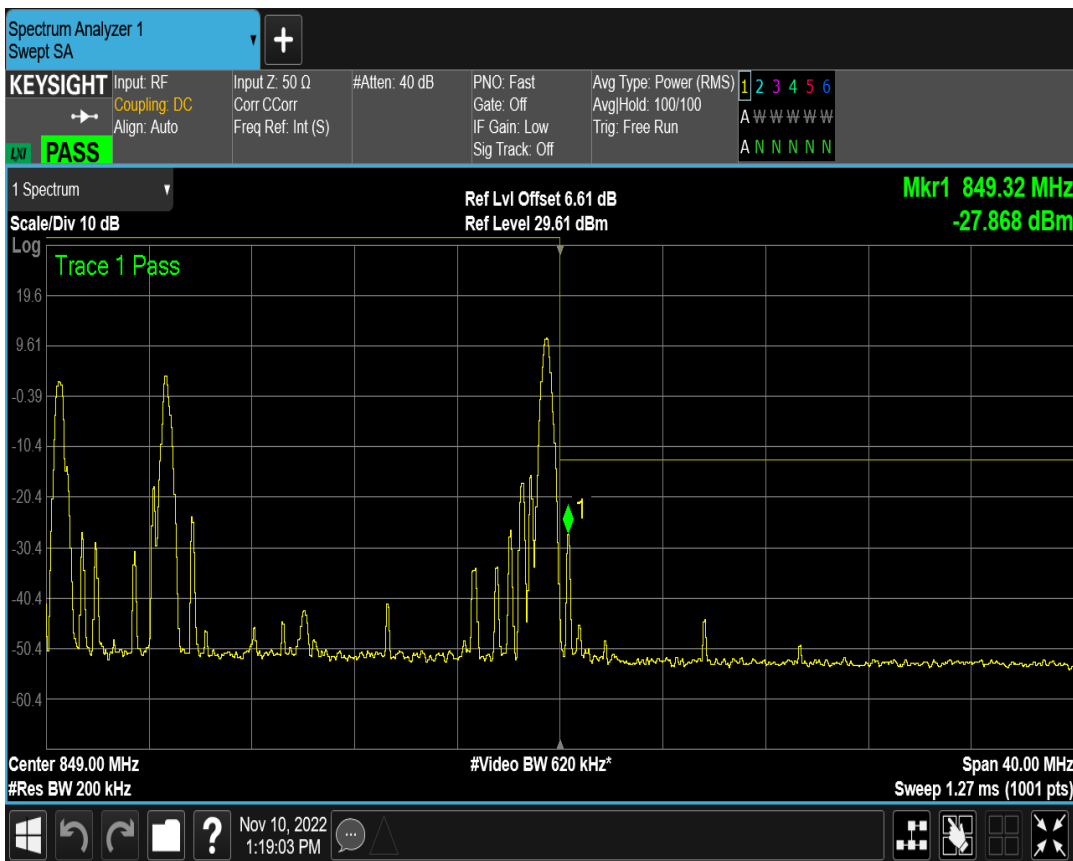 Spectrum Analyzer 1
Swept SA
+
KEYSIGHT
LXI PASS
Input: RF
Coupling: DC
Align: Auto
Input Z: 50 Ω
Corr CCorr
Freq Ref: Int (S)
#Atten: 40 dB
PNO: Fast
Gate: Off
IF Gain: Low
Sig Track: Off
Avg Type: Power (RMS)
Avg|Hold: 100/100
Trig: Free Run
1 2 3 4 5 6
A W W W W W
A N N N N N
1 Spectrum
Scale/Div 10 dB
Ref Lvl Offset 6.61 dB
Ref Level 29.61 dBm
Mkr1 849.32 MHz
-27.868 dBm
Log
Trace 1 Pass
19.6
9.61
-0.39
-10.4
-20.4
1
-30.4
-40.4
-50.4
-60.4
Center 849.00 MHz
#Res BW 200 kHz
#Video BW 620 kHz*
Span 40.00 MHz
Sweep 1.27 ms (1001 pts)
?
Nov 10, 2022
1:19:03 PM